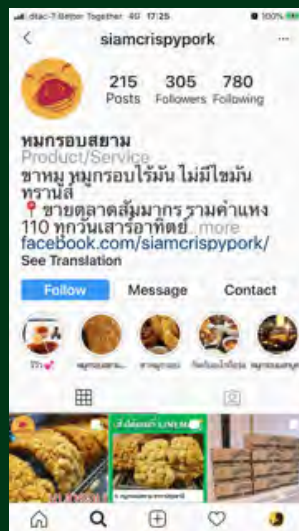 dtac-T Better Together 4G 17:25 100%
siamcrispypork
215 305 780
Posts Followers Following
หมูกรอบสยาม
Product/Service
ขาหมู หมูกรอบไร้มัน ไม่มีไขมัน
ทรานส์
📍 ขายตลาดสัมมากร รามคำแหง
110 ทุกวันเสาร์อาทิตย์... more
facebook.com/siamcrispypork/
See Translation
Follow Message Contact
รีวิว💕